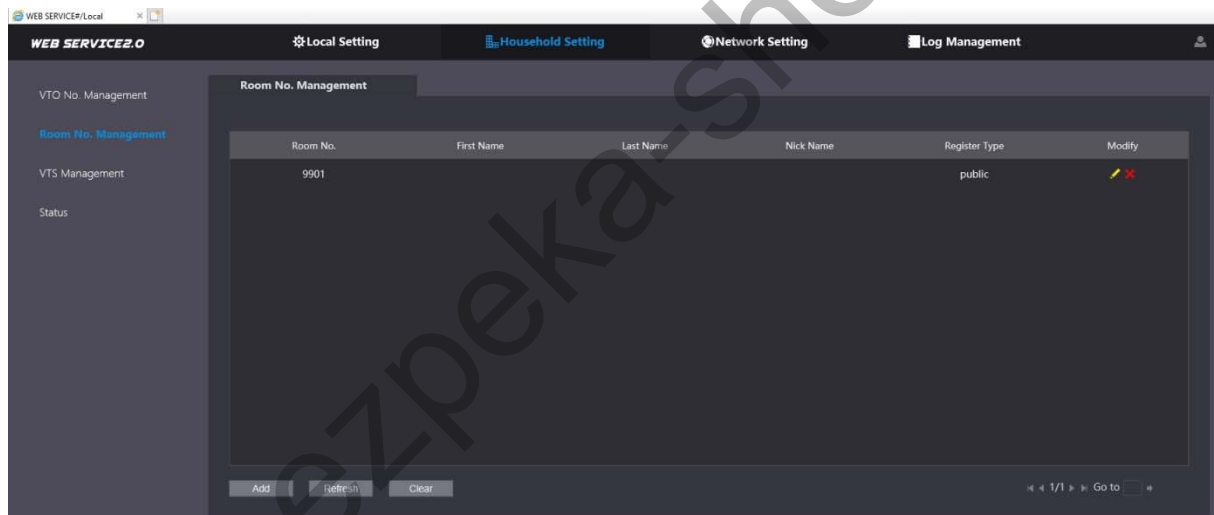 WEB SERVICE#/Local
WEB SERVICE2.0
Local Setting
Household Setting
Network Setting
Log Management
VTO No. Management
Room No. Management
VTS Management
Status
Room No. Management
Room No. First Name Last Name Nick Name Register Type Modify
9901 public
Add Refresh Clear
1/1 Go to
ezpeka-sho